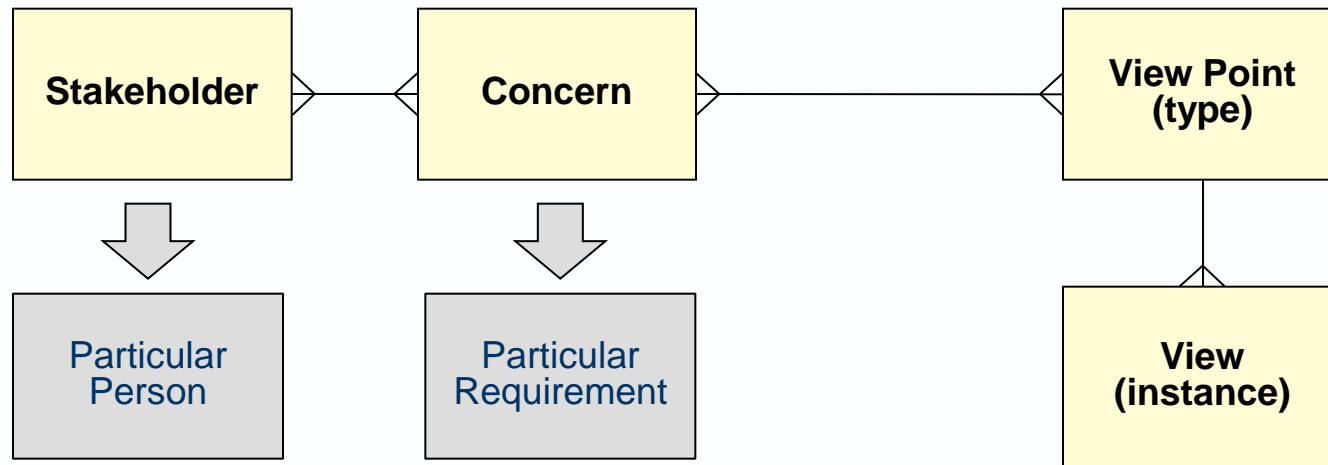 Stakeholder
Concern
View Point
(type)
Particular
Person
Particular
Requirement
View
(instance)